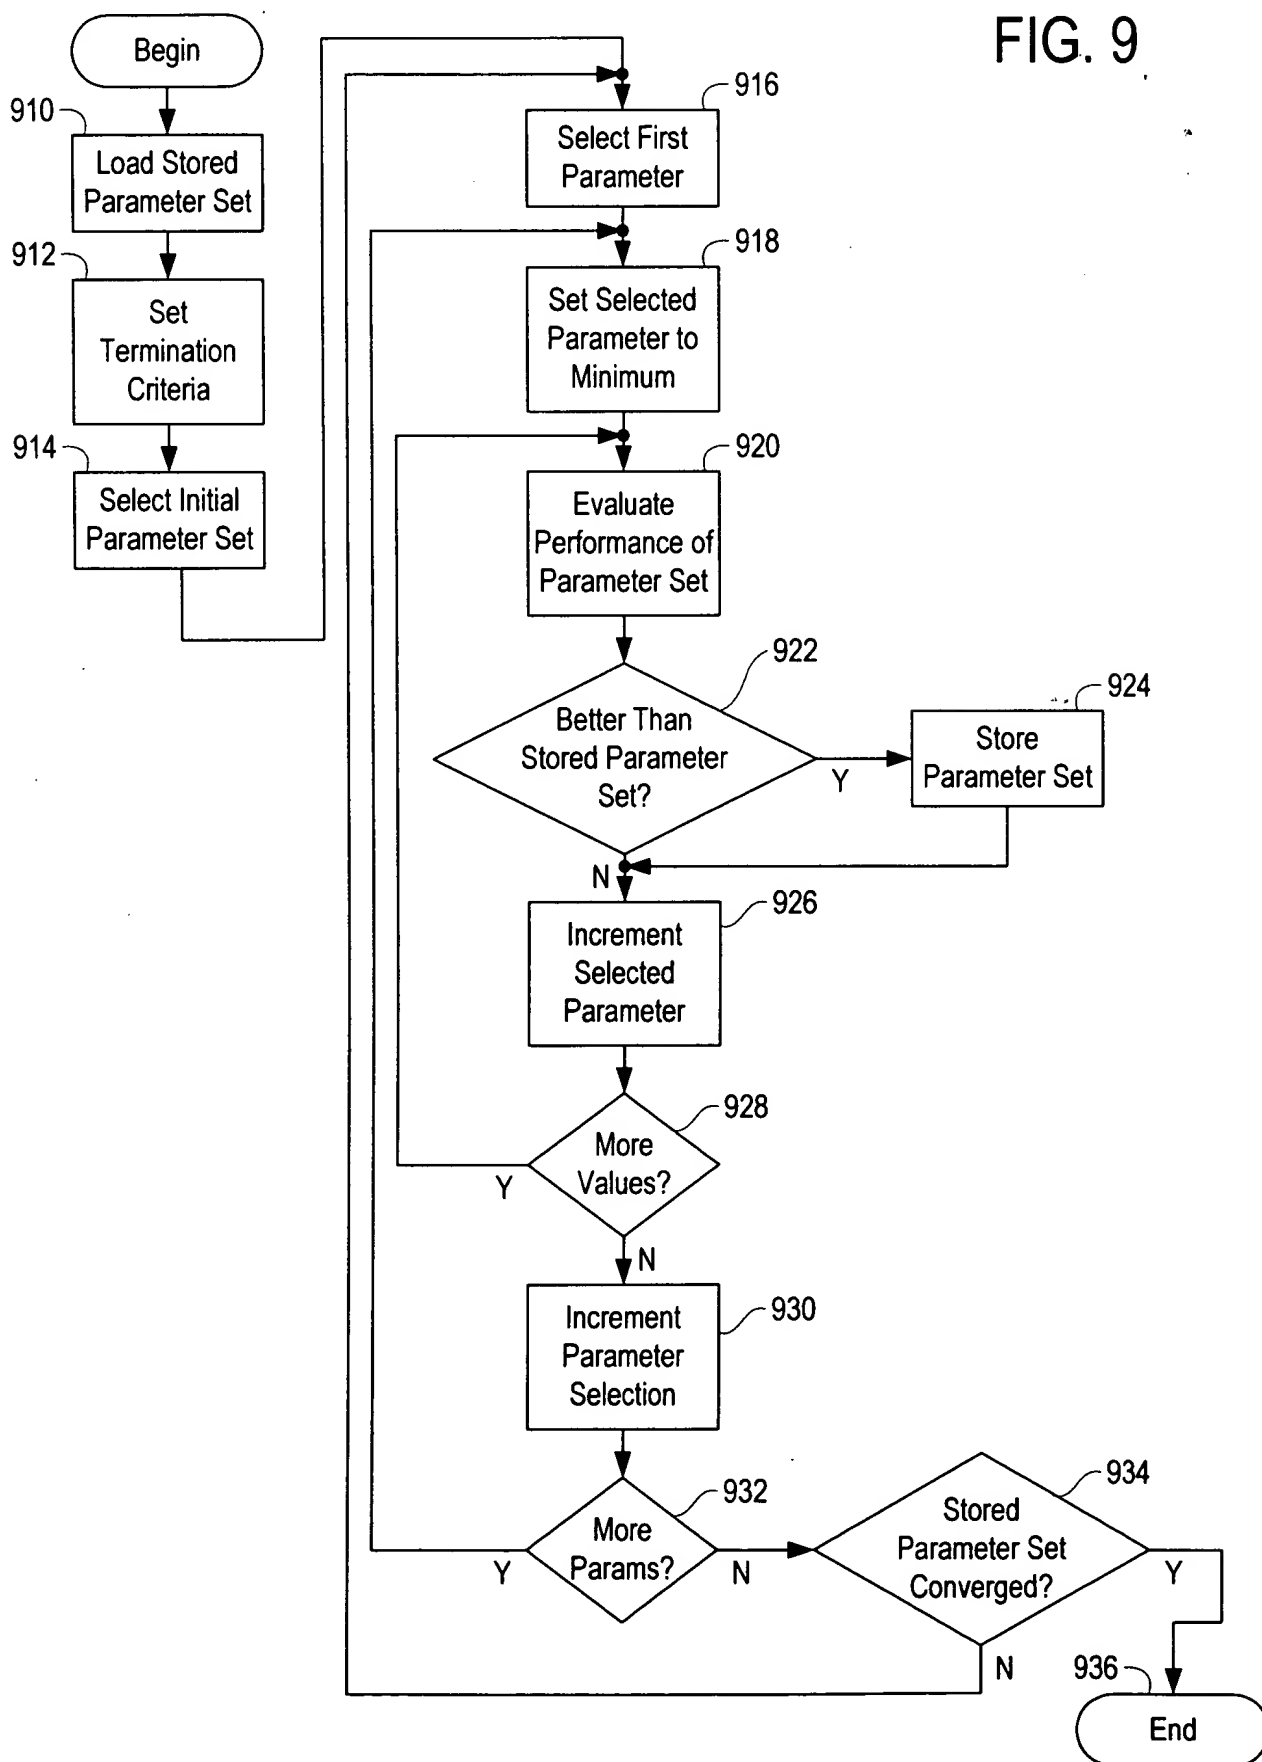 FIG. 9
Begin
910
Load Stored
Parameter Set
912
Set
Termination
Criteria
914
Select Initial
Parameter Set
916
Select First
Parameter
918
Set Selected
Parameter to
Minimum
920
Evaluate
Performance of
Parameter Set
922
Better Than
Stored Parameter
Set?
Y
924
Store
Parameter Set
N
926
Increment
Selected
Parameter
928
More
Values?
Y
N
930
Increment
Parameter
Selection
932
More
Params?
Y
N
934
Stored
Parameter Set
Converged?
Y
N
936
End